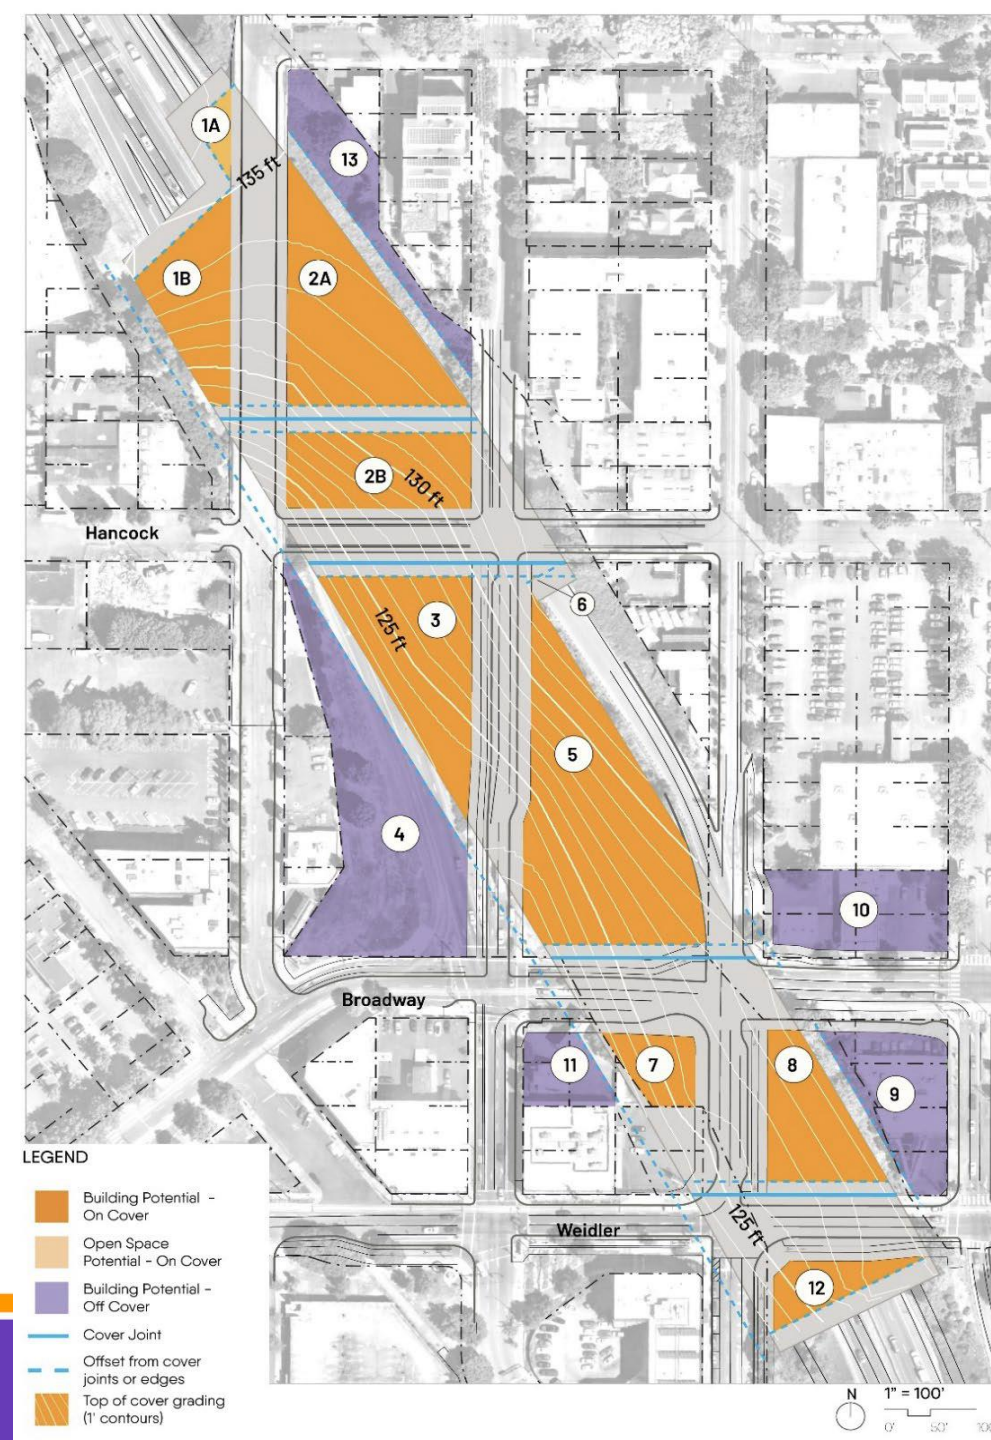 1A
13
135 ft
1B
2A
2B
130 ft
Hancock
6
3
125 ft
5
4
10
Broadway
11
7
8
9
LEGEND
Building Potential -
On Cover
Open Space
Potential - On Cover
Building Potential -
Off Cover
Cover Joint
Offset from cover
joints or edges
Top of cover grading
(1' contours)
Weidler
125 ft
12
N
1" = 100'
0'
50'
100